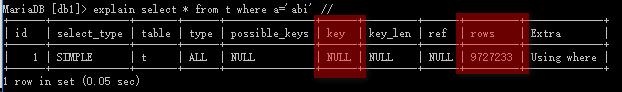 MariaDB [db1]> explain select * from t where a='abi' //
+------+-------------+-------+------+---------------+------+---------+------+---------+-------------+
| id | select_type | table | type | possible_keys | key | key_len | ref | rows | Extra |
+------+-------------+-------+------+---------------+------+---------+------+---------+-------------+
| 1 | SIMPLE | t | ALL | NULL | NULL | NULL | NULL | 9727233 | Using where |
+------+-------------+-------+------+---------------+------+---------+------+---------+-------------+
1 row in set (0.05 sec)